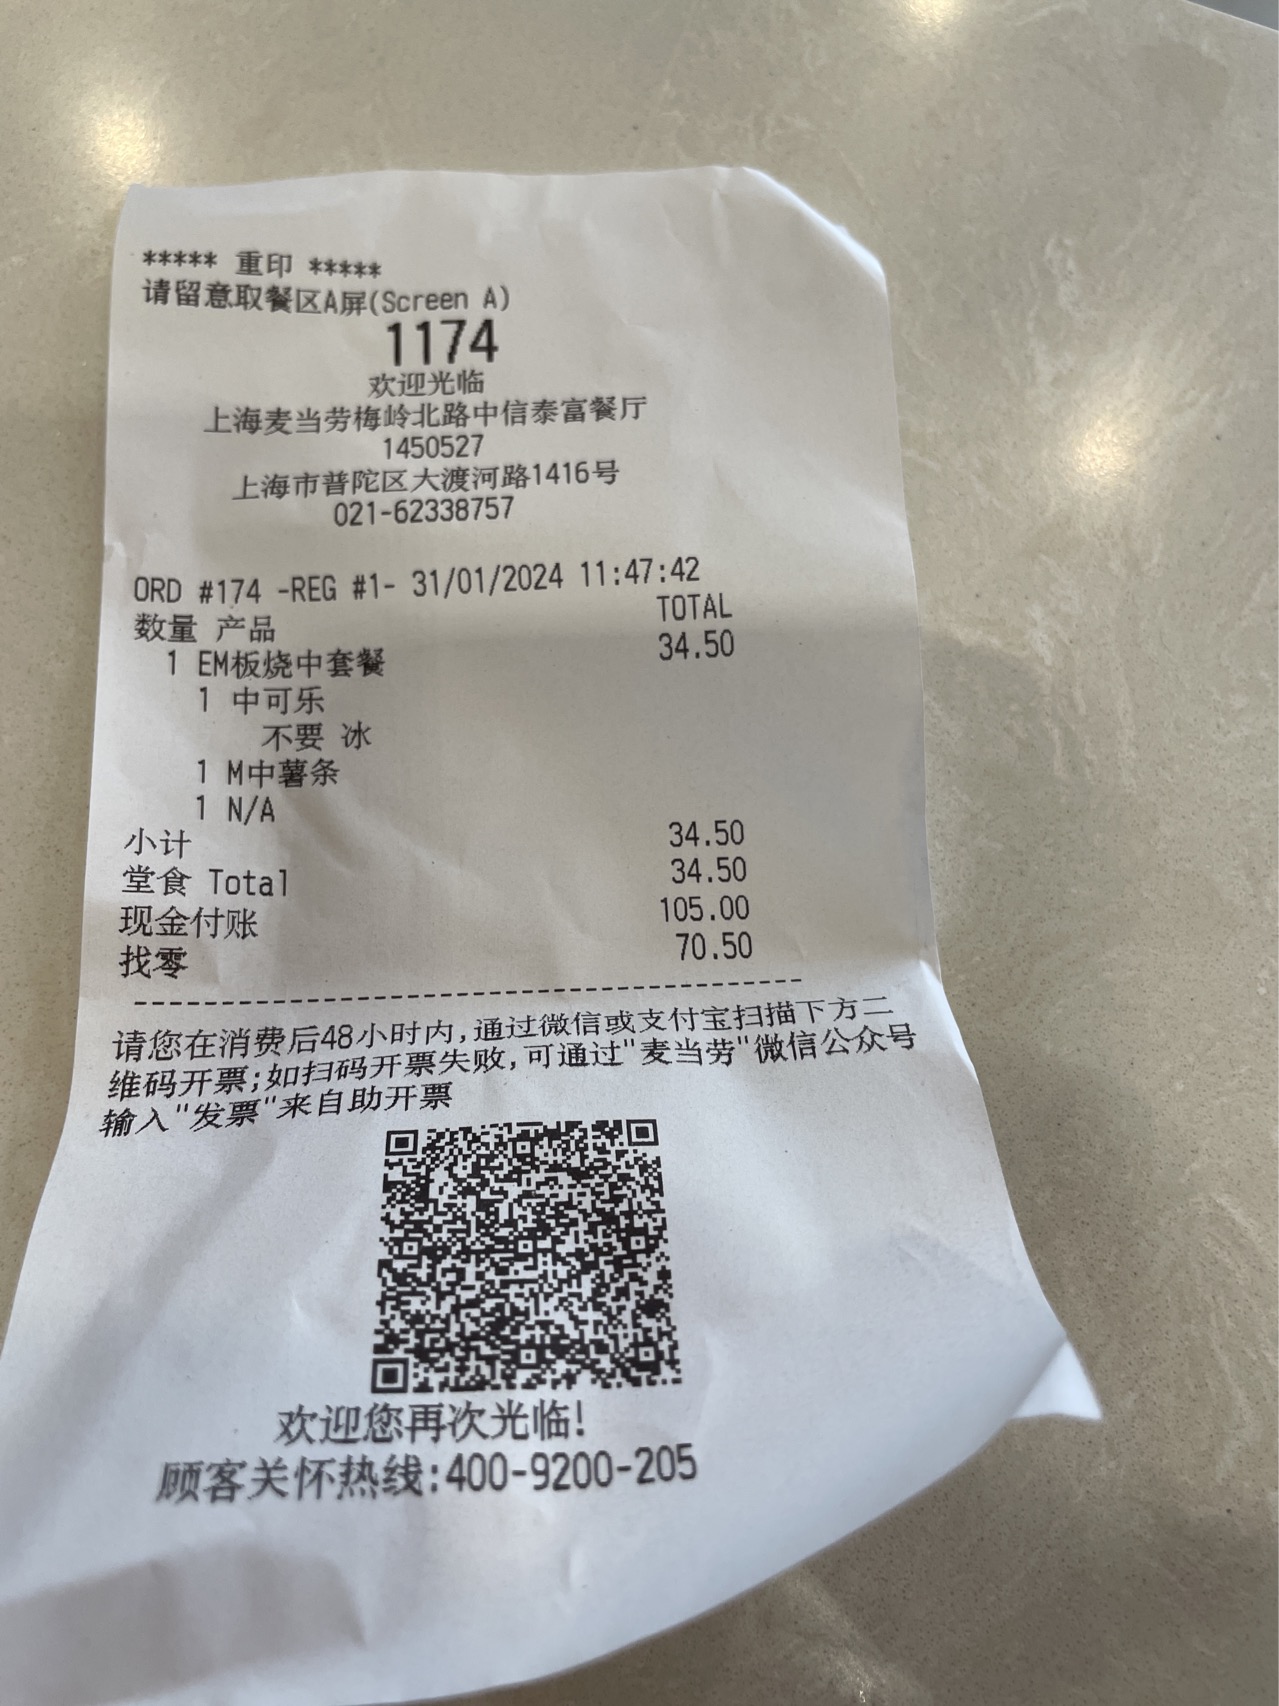 ***** 重印 *****
请留意取餐区A屏(Screen A)
1174
欢迎光临
上海麦当劳梅岭北路中信泰富餐厅
1450527
上海市普陀区大渡河路1416号
021-62338757
ORD #174 -REG #1- 31/01/2024 11:47:42
数量 产品 TOTAL
1 EM板烧中套餐 34.50
1 中可乐
不要 冰
1 M中薯条
1 N/A
小计 34.50
堂食 Total 34.50
现金付账 105.00
找零 70.50
--------------------------------------
请您在消费后48小时内,通过微信或支付宝扫描下方二
维码开票;如扫码开票失败,可通过"麦当劳"微信公众号
输入"发票"来自助开票
欢迎您再次光临!
顾客关怀热线:400-9200-205